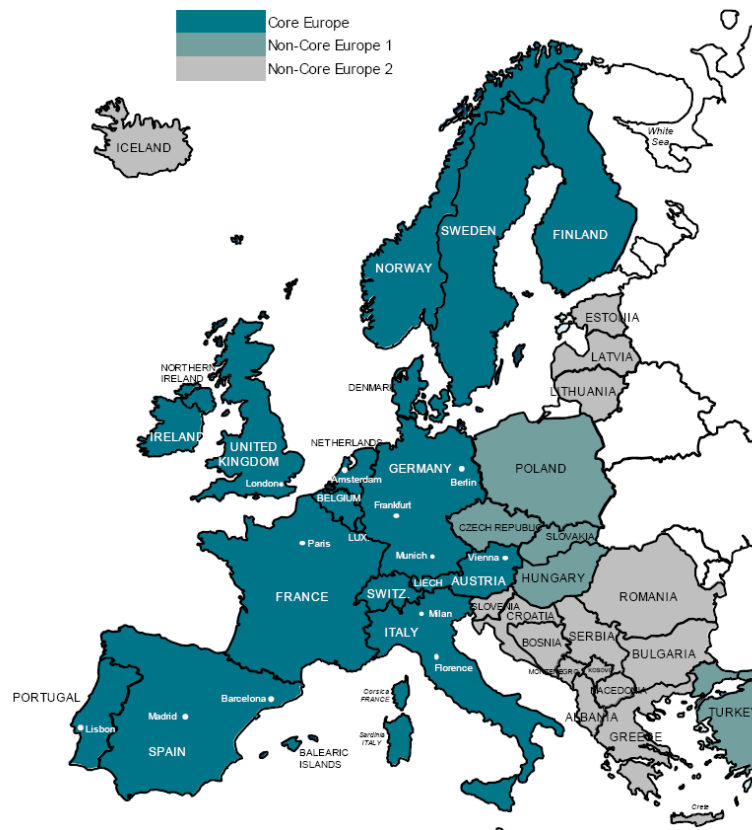 Core Europe
Non-Core Europe 1
Non-Core Europe 2
White
Sea
ICELAND
SWEDEN
FINLAND
NORWAY
ESTONIA
LATVIA
LITHUANIA
NORTHERN
IRELAND
DENMARK
IRELAND
UNITED
KINGDOM
London
NETHERLANDS
Amsterdam
GERMANY
Berlin
POLAND
BELGIUM
Frankfurt
LUX.
CZECH REPUBLIC
SLOVAKIA
Paris
Munich
Vienna
HUNGARY
FRANCE
SWITZ.
LIECH
AUSTRIA
SLOVENIA
CROATIA
ROMANIA
Milan
ITALY
BOSNIA
SERBIA
BULGARIA
Florence
MONTENEGRO
KOSOVO
MACEDONIA
PORTUGAL
Barcelona
Corsica
FRANCE
ALBANIA
TURKEY
Lisbon
Madrid
SPAIN
Sardinia
ITALY
BALEARIC
ISLANDS
GREECE
Crete